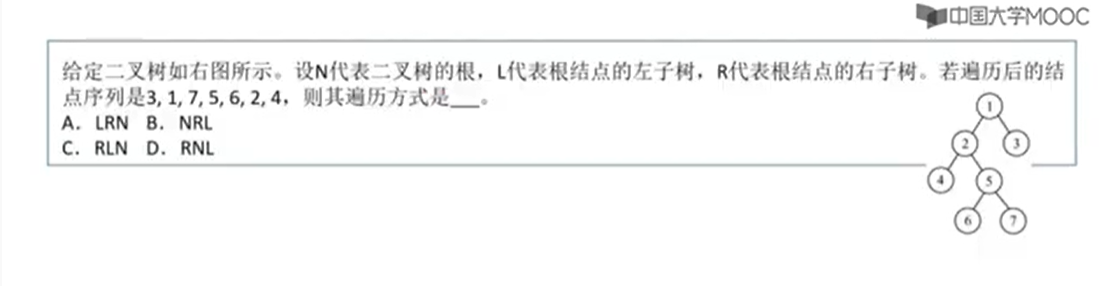 中国大学MOOC
给定二叉树如右图所示。设N代表二叉树的根，L代表根结点的左子树，R代表根结点的右子树。若遍历后的结
点序列是3, 1, 7, 5, 6, 2, 4，则其遍历方式是___。
A. LRN B. NRL
C. RLN D. RNL
1
2 3
4 5
6 7